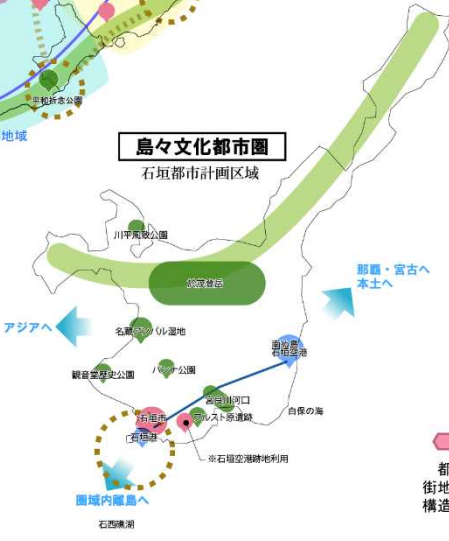 平和祈念公園
地域
島々文化都市圏
石垣都市計画区域
川平風致公園
於茂登岳
那覇・宮古へ
本土へ
アジアへ
名蔵アンパル湿地
南ぬ島
石垣空港
観音堂歴史公園
バンナ公園
宮良川河口
石垣市
フルスト原遺跡
白保の海
石垣港
※石垣空港跡地利用
圏域内離島へ
石西礁湖
都
街地
構造